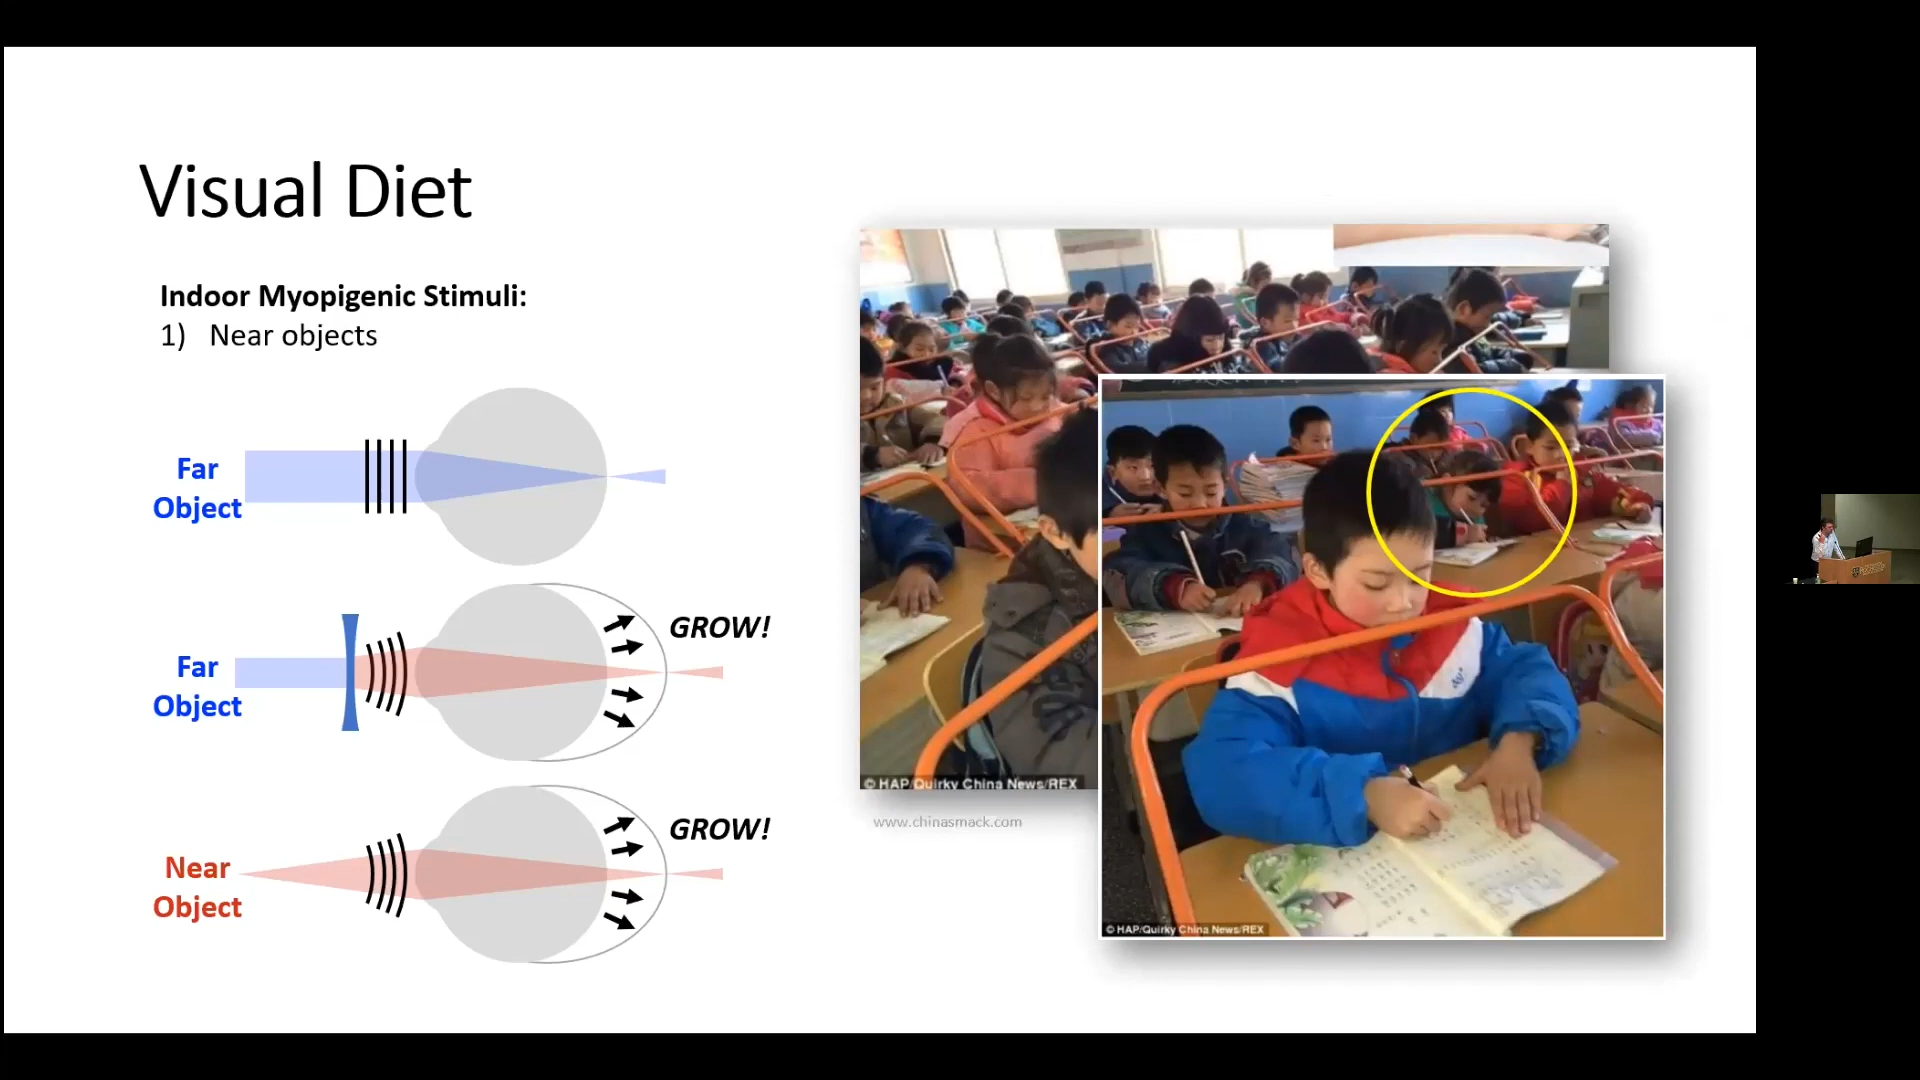 Visual Diet
Indoor Myopigenic Stimuli:
1) Near objects
Far
Object
Far
Object
GROW!
Near
Object
GROW!
© HAP/Quirky China News/REX
www.chinasmack.com
© HAP/Quirky China News/REX